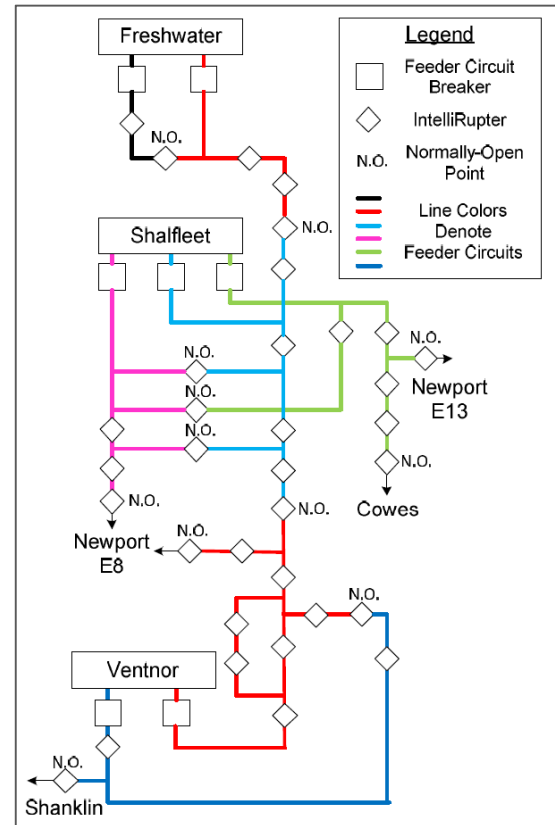 Freshwater
Legend
Feeder Circuit
Breaker
IntelliRupter
N.O.
Normally-Open
Point
Line Colors
Denote
Feeder Circuits
N.O.
N.O.
Shalfleet
N.O.
N.O.
N.O.
N.O.
Newport
E13
N.O.
Cowes
N.O.
Newport
E8
N.O.
N.O.
N.O.
Ventnor
N.O.
Shanklin